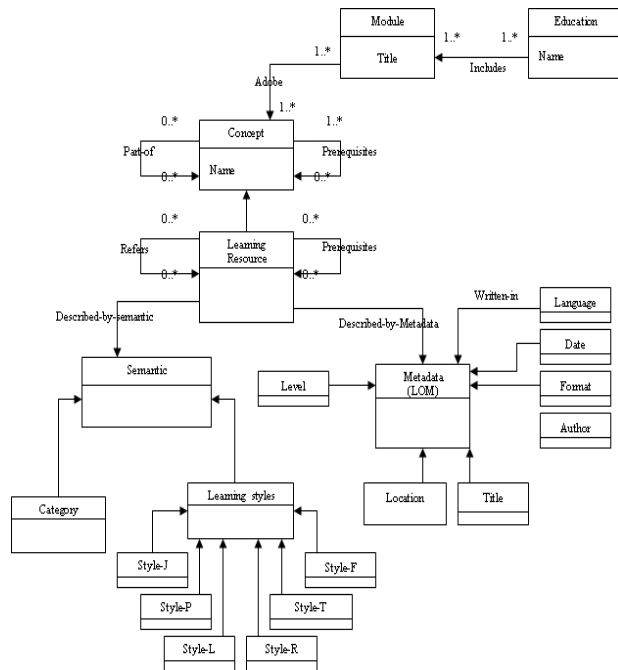 Module
Education
1..*
1..*
1..*
Title
Name
Includes
Adobe
1..*
0..*
Concept
1..*
Part-of
Prerequisites
Name
0..*
0..*
0..*
0..*
Refers
Learning
Resource
Prerequisites
0..*
0..*
Described-by-semantic
Described-by-Metadata
Written-in
Language
Date
Semantic
Level
Metadata
(LOM)
Format
Author
Category
Learning styles
Location
Title
Style-J
Style-F
Style-P
Style-T
Style-L
Style-R